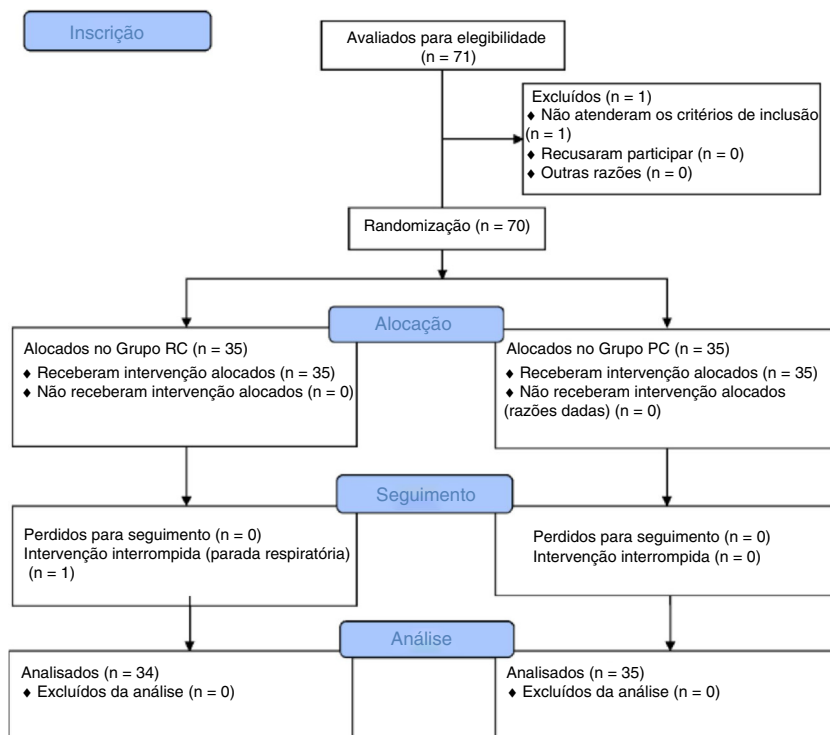 Inscrição
Avaliados para elegibilidade
(n = 71)
Excluídos (n = 1)
♦ Não atenderam os critérios de inclusão
(n = 1)
♦ Recusaram participar (n = 0)
♦ Outras razões (n = 0)
Randomização (n = 70)
Alocação
Alocados no Grupo RC (n = 35)
♦ Receberam intervenção alocados (n = 35)
♦ Não receberam intervenção alocados (n = 0)
Alocados no Grupo PC (n = 35)
♦ Receberam intervenção alocados (n = 35)
♦ Não receberam intervenção alocados
(razões dadas) (n = 0)
Seguimento
Perdidos para seguimento (n = 0)
Intervenção interrompida (parada respiratória)
(n = 1)
Perdidos para seguimento (n = 0)
Intervenção interrompida (n = 0)
Análise
Analisados (n = 34)
♦ Excluídos da análise (n = 0)
Analisados (n = 35)
♦ Excluídos da análise (n = 0)